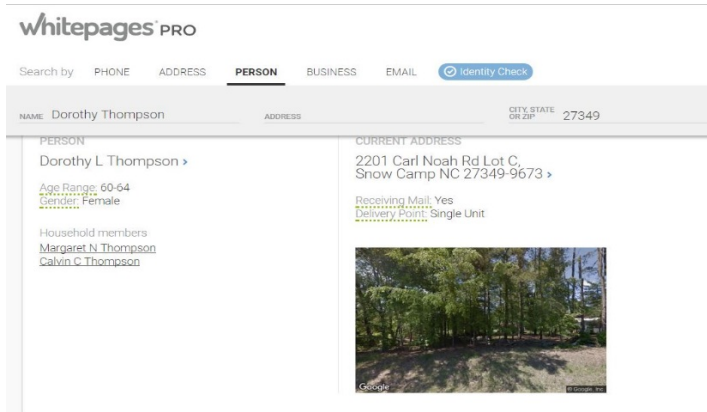 whitepages PRO
Search by PHONE ADDRESS PERSON BUSINESS EMAIL Identity Check
NAME Dorothy Thompson ADDRESS CITY, STATE OR ZIP 27349
PERSON
Dorothy L Thompson >
Age Range: 60-64
Gender: Female
Household members
Margaret N Thompson
Calvin C Thompson
CURRENT ADDRESS
2201 Carl Noah Rd Lot C,
Snow Camp NC 27349-9673 >
Receiving Mail: Yes
Delivery Point: Single Unit
Google
© Google, Inc